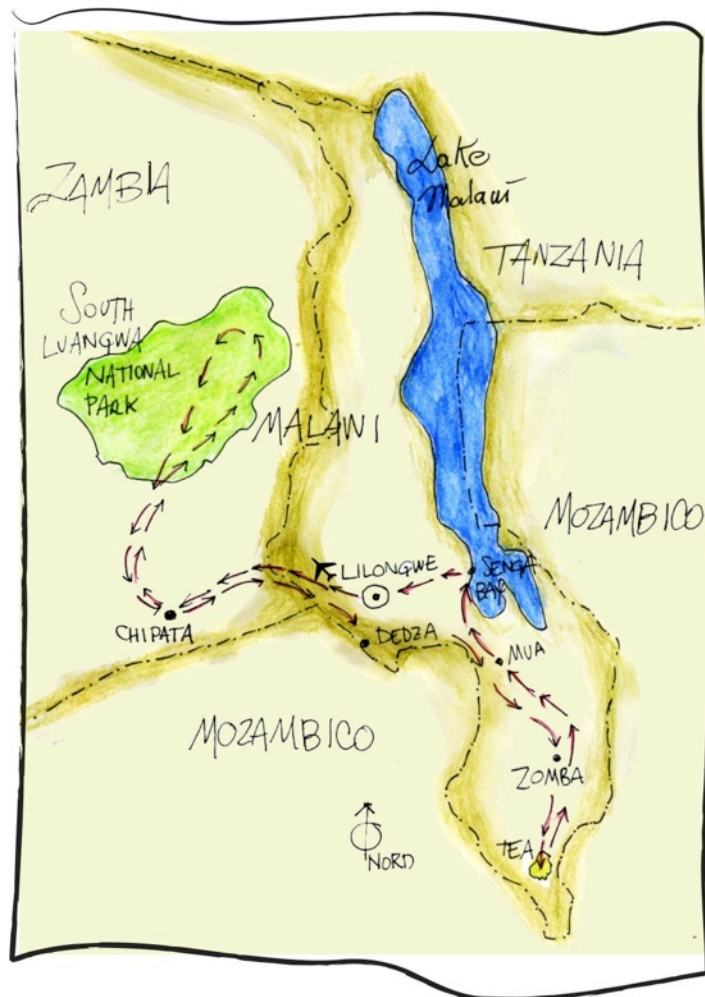 Lake
Malawi
ZAMBIA
TANZANIA
SOUTH
LUANGWA
NATIONAL
PARK
MALAWI
MOZAMBICO
LILONGWE
SENGA
BAY
CHIPATA
DEDZA
MUA
MOZAMBICO
ZOMBA
TEA
NORD